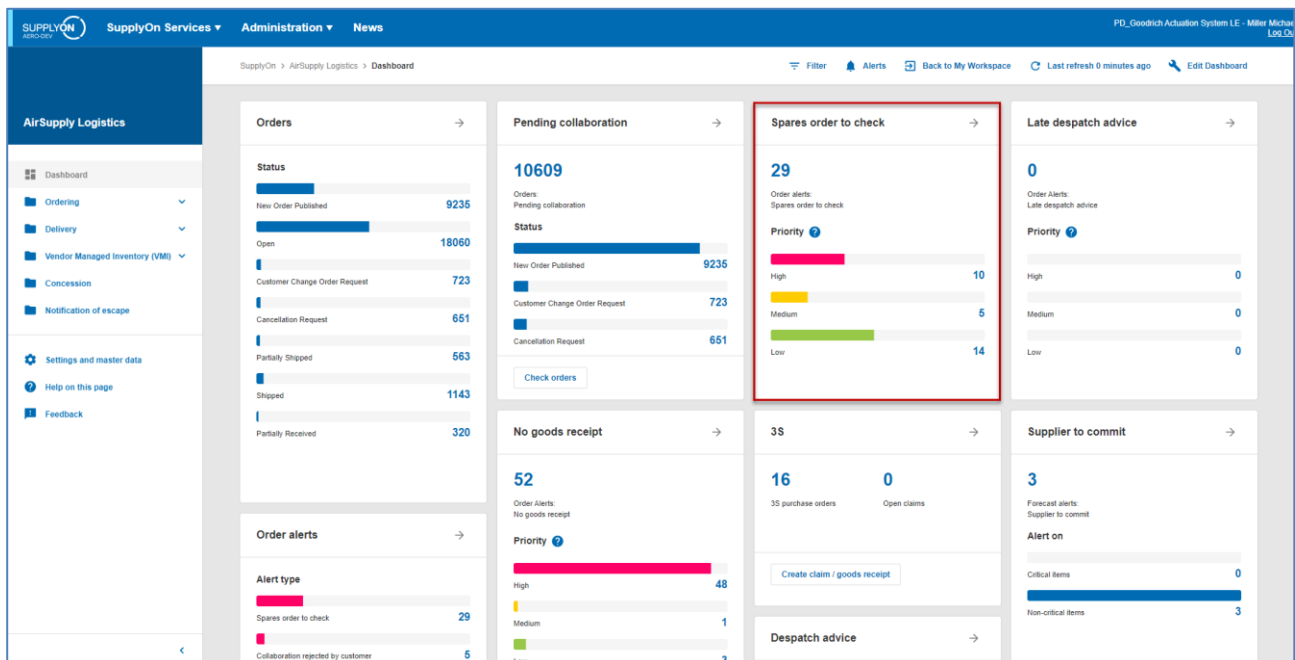 SUPPLYON
AERO-DEV
SupplyOn Services
Administration
News
PD_Goodrich Actuation System LE - Miller Michae
Log Ou
SupplyOn > AirSupply Logistics > Dashboard
Filter
Alerts
Back to My Workspace
Last refresh 0 minutes ago
Edit Dashboard
AirSupply Logistics
Dashboard
Ordering
Delivery
Vendor Managed Inventory (VMI)
Concession
Notification of escape
Settings and master data
Help on this page
Feedback
Orders
Status
New Order Published 9235
Open 18060
Customer Change Order Request 723
Cancellation Request 651
Partially Shipped 563
Shipped 1143
Partially Received 320
Order alerts
Alert type
Spares order to check 29
Collaboration rejected by customer 5
Pending collaboration
10609
Orders:
Pending collaboration
Status
New Order Published 9235
Customer Change Order Request 723
Cancellation Request 651
Check orders
No goods receipt
52
Order Alerts:
No goods receipt
Priority ?
High 48
Medium 1
Low 3
Spares order to check
29
Order alerts:
Spares order to check
Priority ?
High 10
Medium 5
Low 14
3S
16 0
3S purchase orders Open claims
Create claim / goods receipt
Despatch advice
Late despatch advice
0
Order Alerts:
Late despatch advice
Priority ?
High 0
Medium 0
Low 0
Supplier to commit
3
Forecast alerts:
Supplier to commit
Alert on
Critical items 0
Non-critical items 3